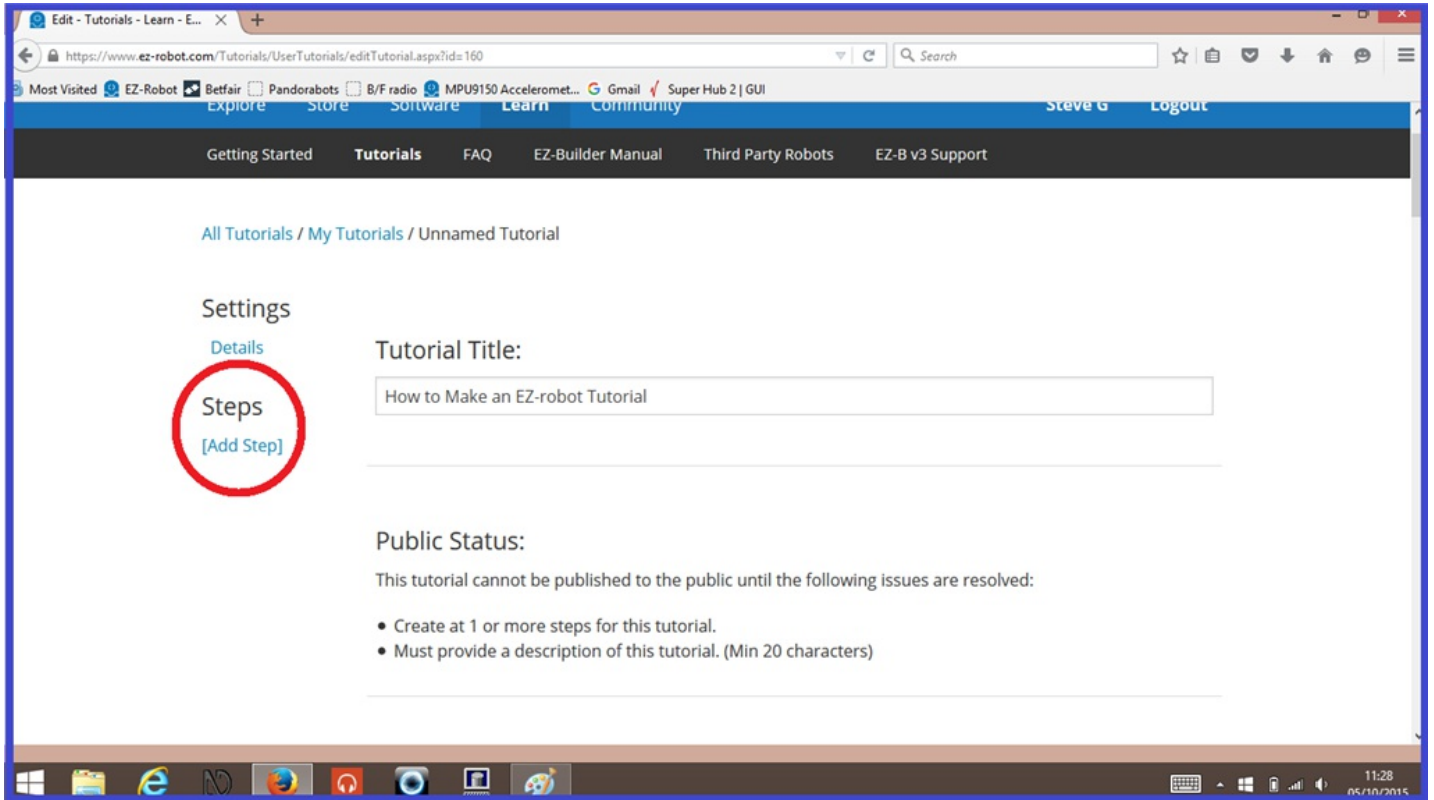 Edit - Tutorials - Learn - E...
https://www.ez-robot.com/Tutorials/UserTutorials/editTutorial.aspx?id=160
Search
Most Visited EZ-Robot Betfair Pandorabots B/F radio MPU9150 Acceleromet... Gmail Super Hub 2 | GUI
Explore Store Software Learn Community Steve G Logout
Getting Started Tutorials FAQ EZ-Builder Manual Third Party Robots EZ-B v3 Support
All Tutorials / My Tutorials / Unnamed Tutorial
Settings
Details
Steps
[Add Step]
Tutorial Title:
How to Make an EZ-robot Tutorial
Public Status:
This tutorial cannot be published to the public until the following issues are resolved:
• Create at 1 or more steps for this tutorial.
• Must provide a description of this tutorial. (Min 20 characters)
11:28
05/10/2015